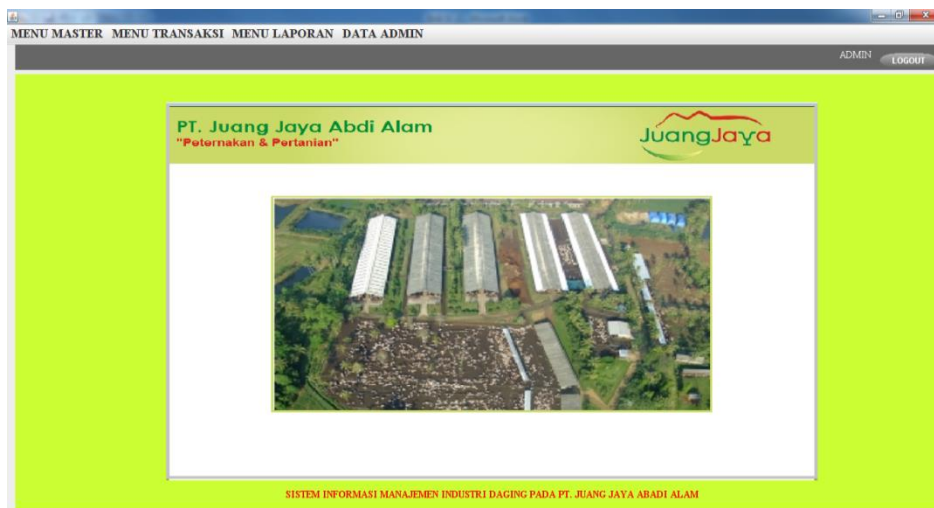 MENU MASTER MENU TRANSAKSI MENU LAPORAN DATA ADMIN
ADMIN LOGOUT
PT. Juang Jaya Abdi Alam
"Peternakan & Pertanian"
JuangJaya
SISTEM INFORMASI MANAJEMEN INDUSTRI DAGING PADA PT. JUANG JAYA ABADI ALAM